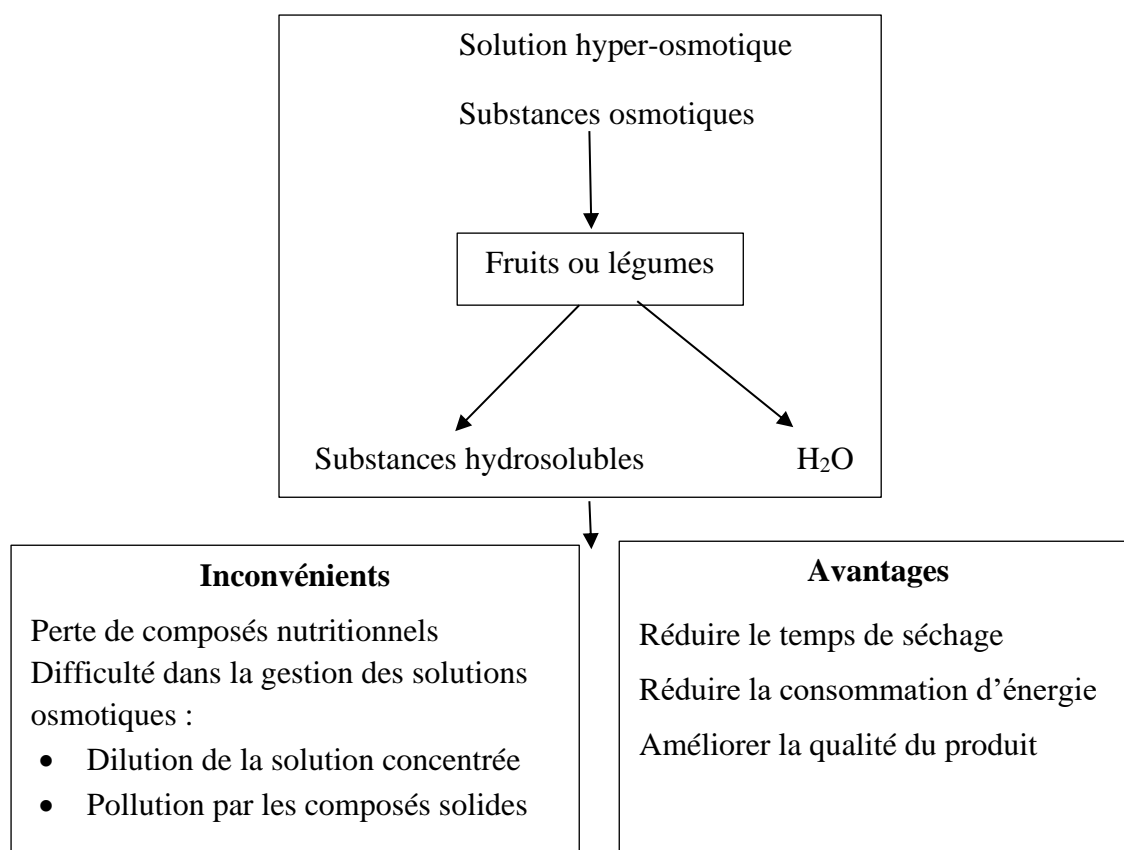 Solution hyper-osmotique
Substances osmotiques
Fruits ou légumes
Substances hydrosolubles
H₂O
Inconvénients
Perte de composés nutritionnels
Difficulté dans la gestion des solutions
osmotiques :
• Dilution de la solution concentrée
• Pollution par les composés solides
Avantages
Réduire le temps de séchage
Réduire la consommation d’énergie
Améliorer la qualité du produit